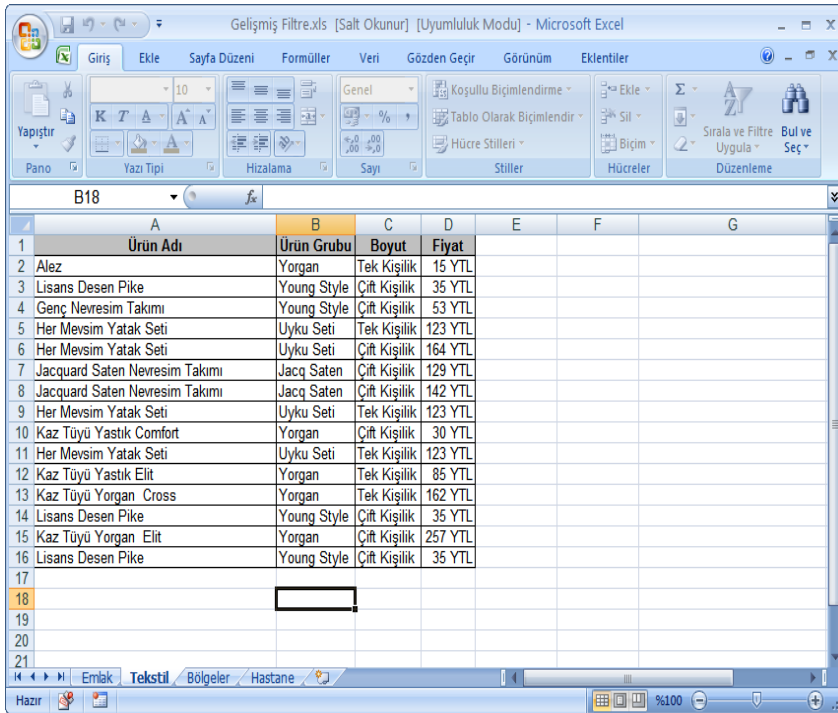 Gelişmiş Filtre.xls [Salt Okunur] [Uyumluluk Modu] - Microsoft Excel
Giriş Ekle Sayfa Düzeni Formüller Veri Gözden Geçir Görünüm Eklentiler
10 Genel Koşullu Biçimlendirme Ekle Σ
Yapıştır K T A A A % Tablo Olarak Biçimlendir Sil Sırala ve Filtre Uygula Bul ve Seç
A Hücre Stilleri Biçim
Pano Yazı Tipi Hizalama Sayı Stiller Hücreler Düzenleme
B18 fx
A B C D E F G
1 Ürün Adı Ürün Grubu Boyut Fiyat
2 Alez Yorgan Tek Kişilik 15 YTL
3 Lisans Desen Pike Young Style Çift Kişilik 35 YTL
4 Genç Nevresim Takımı Young Style Çift Kişilik 53 YTL
5 Her Mevsim Yatak Seti Uyku Seti Tek Kişilik 123 YTL
6 Her Mevsim Yatak Seti Uyku Seti Çift Kişilik 164 YTL
7 Jacquard Saten Nevresim Takımı Jacq Saten Çift Kişilik 129 YTL
8 Jacquard Saten Nevresim Takımı Jacq Saten Çift Kişilik 142 YTL
9 Her Mevsim Yatak Seti Uyku Seti Tek Kişilik 123 YTL
10 Kaz Tüyü Yastık Comfort Yorgan Çift Kişilik 30 YTL
11 Her Mevsim Yatak Seti Uyku Seti Tek Kişilik 123 YTL
12 Kaz Tüyü Yastık Elit Yorgan Tek Kişilik 85 YTL
13 Kaz Tüyü Yorgan Cross Yorgan Tek Kişilik 162 YTL
14 Lisans Desen Pike Young Style Çift Kişilik 35 YTL
15 Kaz Tüyü Yorgan Elit Yorgan Çift Kişilik 257 YTL
16 Lisans Desen Pike Young Style Çift Kişilik 35 YTL
17
18
19
20
21
Emlak Tekstil Bölgeler Hastane
Hazır %100